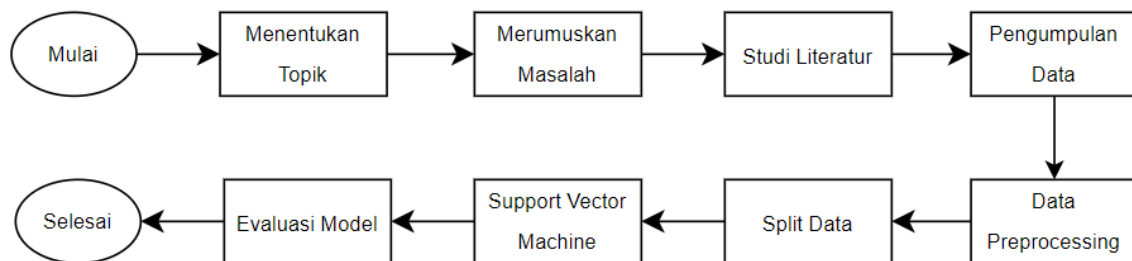 Mulai
Menentukan
Topik
Merumuskan
Masalah
Studi Literatur
Pengumpulan
Data
Data
Preprocessing
Split Data
Support Vector
Machine
Evaluasi Model
Selesai